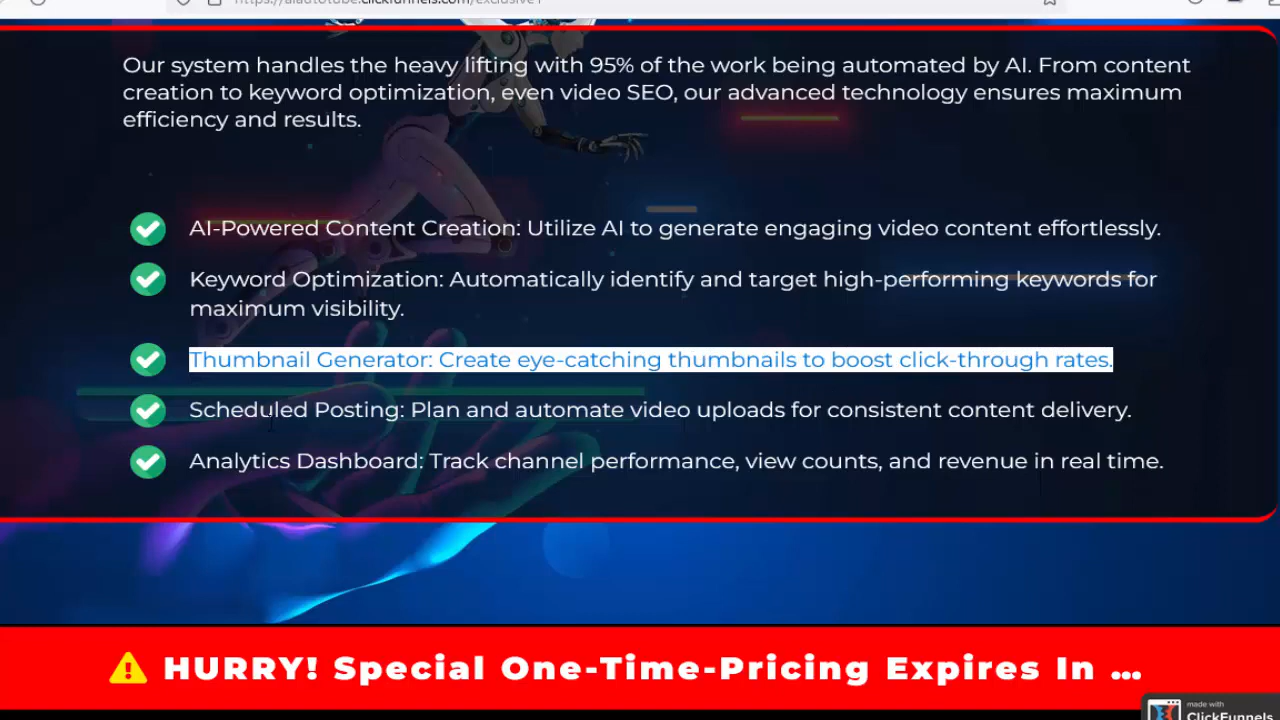 https://aiautotube.clickfunnels.com/exclusive1
Our system handles the heavy lifting with 95% of the work being automated by AI. From content
creation to keyword optimization, even video SEO, our advanced technology ensures maximum
efficiency and results.
AI-Powered Content Creation: Utilize AI to generate engaging video content effortlessly.
Keyword Optimization: Automatically identify and target high-performing keywords for
maximum visibility.
Thumbnail Generator: Create eye-catching thumbnails to boost click-through rates.
Scheduled Posting: Plan and automate video uploads for consistent content delivery.
Analytics Dashboard: Track channel performance, view counts, and revenue in real time.
HURRY! Special One-Time-Pricing Expires In ...
made with
ClickFunnels